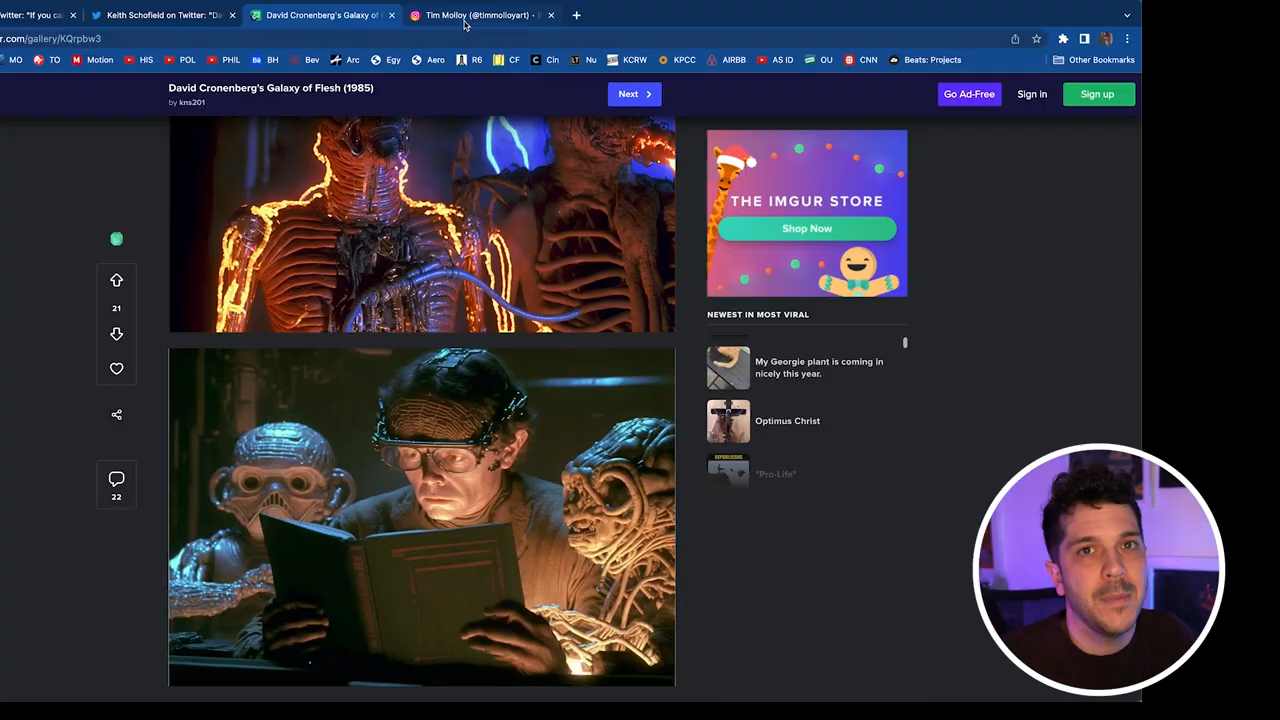 witter: "If you ca
Keith Schofield on Twitter: "Da
David Cronenberg's Galaxy of
Tim Molloy (@timmolloyart) •
r.com/gallery/KQrpbw3
MO
TO
Motion
HIS
POL
PHIL
BH
Bev
Arc
Egy
Aero
R6
CF
Cin
Nu
KCRW
KPCC
AIRBB
AS ID
OU
CNN
Beats: Projects
Other Bookmarks
David Cronenberg's Galaxy of Flesh (1985)
by kns201
Next
Go Ad-Free
Sign in
Sign up
THE IMGUR STORE
Shop Now
21
22
NEWEST IN MOST VIRAL
My Georgie plant is coming in
nicely this year.
Optimus Christ
"Pro-Life"